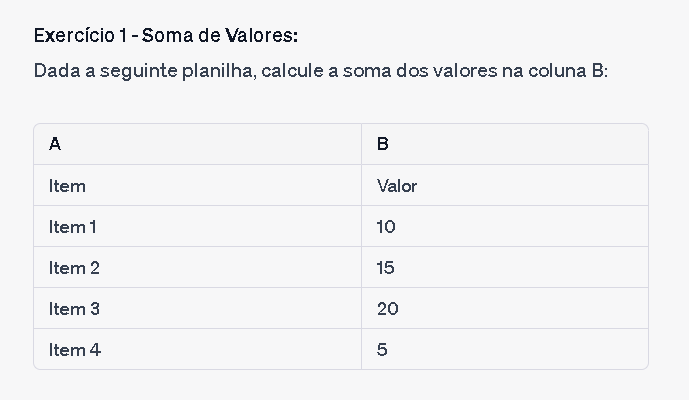 Exercício 1 - Soma de Valores:
Dada a seguinte planilha, calcule a soma dos valores na coluna B:
A B
Item Valor
Item 1 10
Item 2 15
Item 3 20
Item 4 5